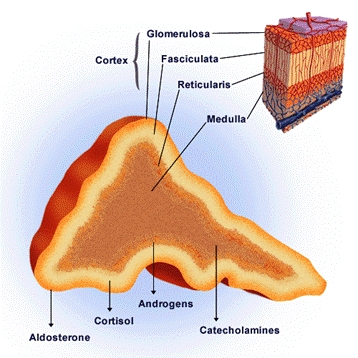 Glomerulosa
Cortex
Fasciculata
Reticularis
Medulla
Androgens
Cortisol
Catecholamines
Aldosterone